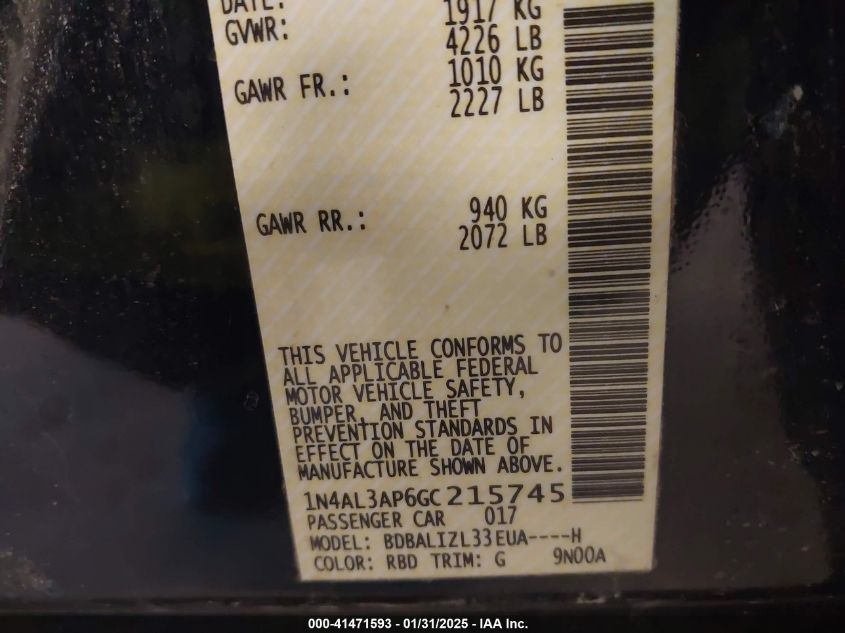 DATE: 1917 KG
GVWR: 4226 LB
GAWR FR.: 1010 KG
2227 LB
GAWR RR.: 940 KG
2072 LB
THIS VEHICLE CONFORMS TO
ALL APPLICABLE FEDERAL
MOTOR VEHICLE SAFETY,
BUMPER, AND THEFT
PREVENTION STANDARDS IN
EFFECT ON THE DATE OF
MANUFACTURE SHOWN ABOVE.
1N4AL3AP6GC215745
PASSENGER CAR 017
MODEL: BDBALIZL33EUA----H
COLOR: RBD TRIM: G 9N00A
000-41471593 - 01/31/2025 - IAA Inc.